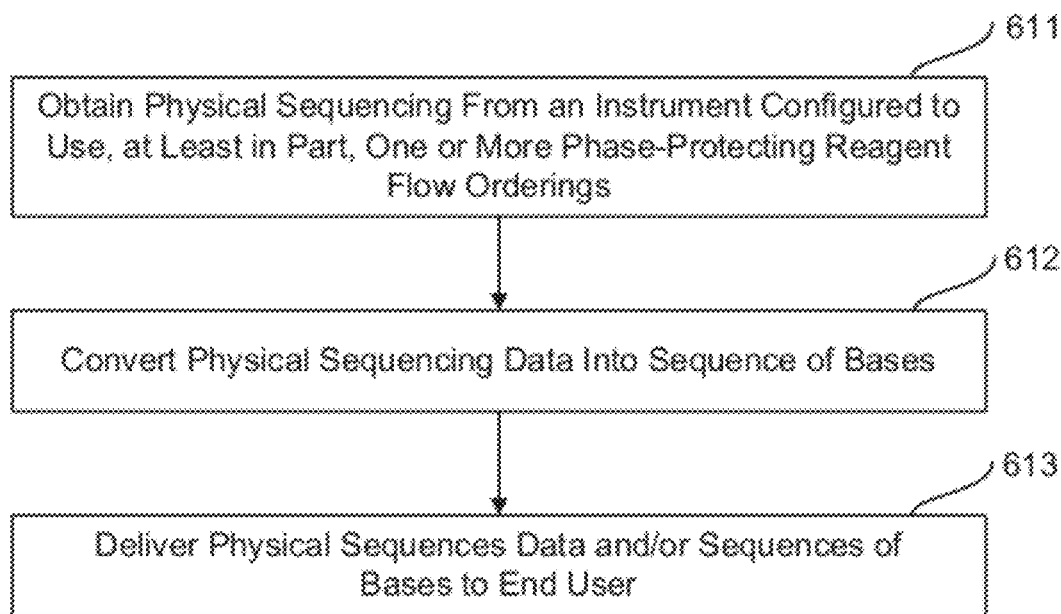 611
Obtain Physical Sequencing From an Instrument Configured to
Use, at Least in Part, One or More Phase-Protecting Reagent
Flow Orderings
612
Convert Physical Sequencing Data Into Sequence of Bases
613
Deliver Physical Sequences Data and/or Sequences of
Bases to End User